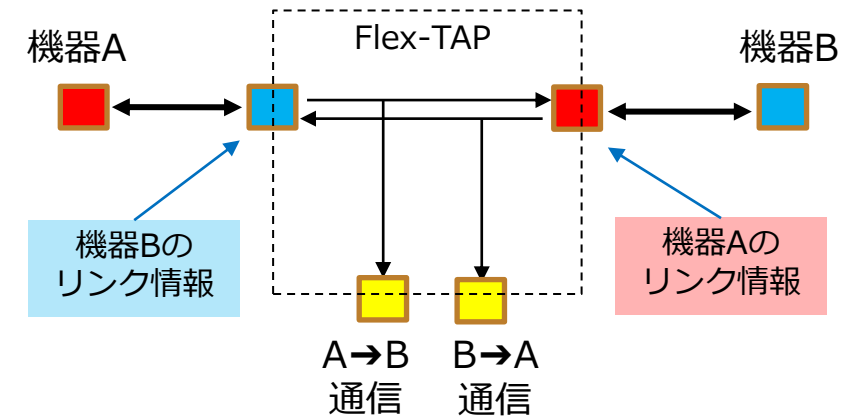 Flex-TAP
機器A
機器B
機器Bの
リンク情報
機器Aの
リンク情報
A➔B
通信
B➔A
通信